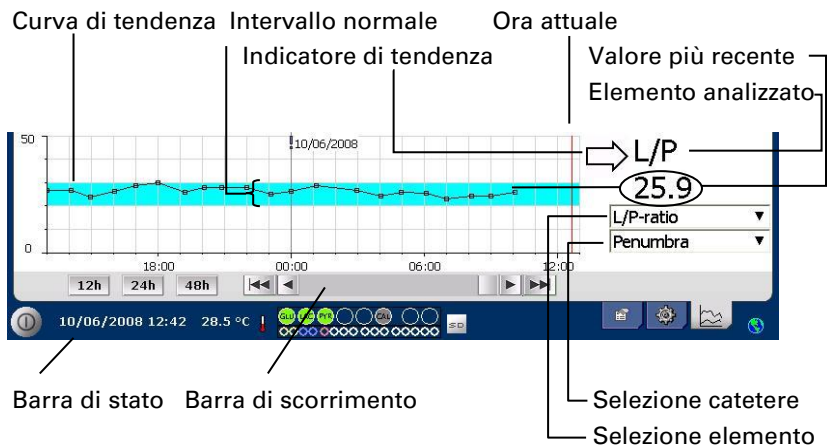 Curva di tendenza Intervallo normale Ora attuale
Indicatore di tendenza Valore più recente
Elemento analizzato
50
10/06/2008
L/P
25.9
L/P-ratio
Penumbra
0
18:00 00:00 06:00 12:00
12h 24h 48h
10/06/2008 12:42 28.5 °C GLU LAC PYR CAL SD
Barra di stato Barra di scorrimento Selezione catetere
Selezione elemento